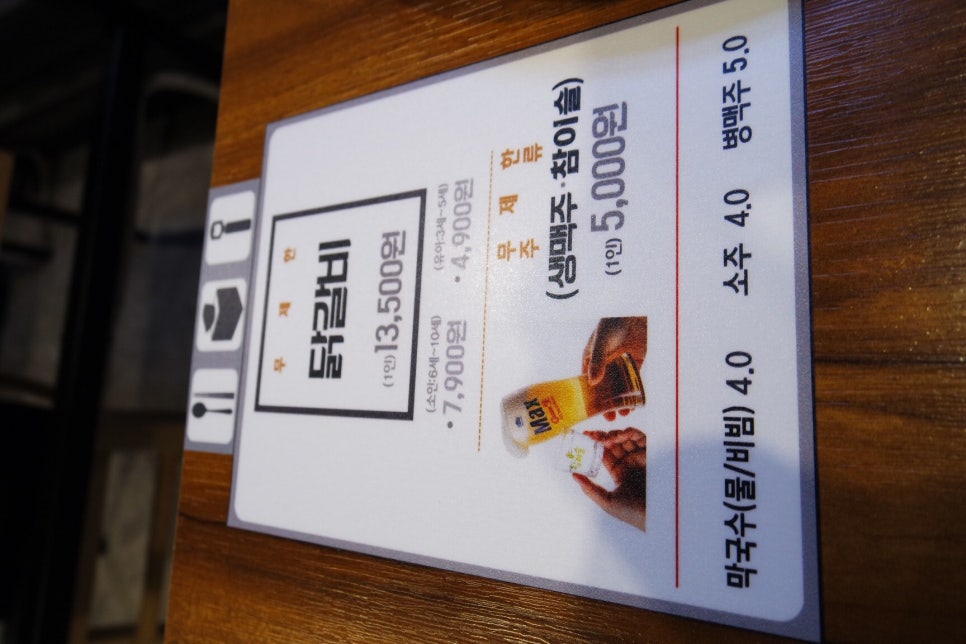 무 제 한
닭갈비
(1인)13,500원
(소인:6세~10세)
• 7,900원
(유아:3세~5세)
• 4,900원
무 제 한
주 류
(생맥주·참이슬)
(1인) 5,000원
Max
막국수(물/비빔) 4.0
소주 4.0
병맥주 5.0